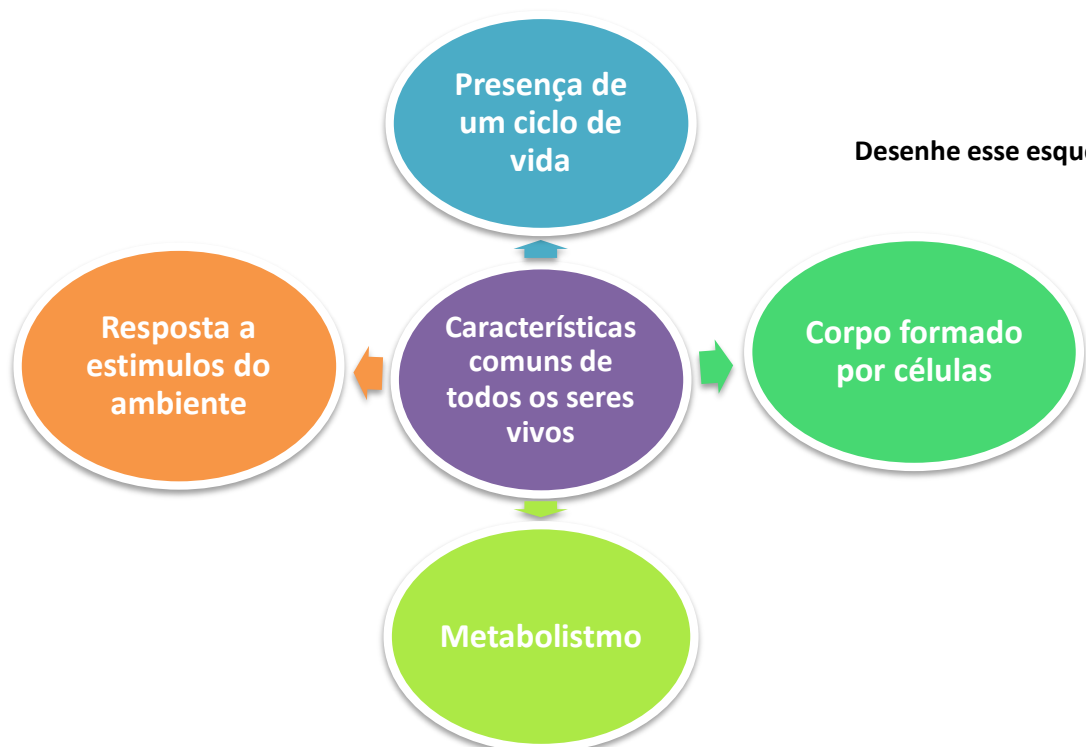 Presença de
um ciclo de
vida
Desenhe esse esque
Resposta a
estimulos do
ambiente
Características
comuns de
todos os seres
vivos
Corpo formado
por células
Metabolistmo